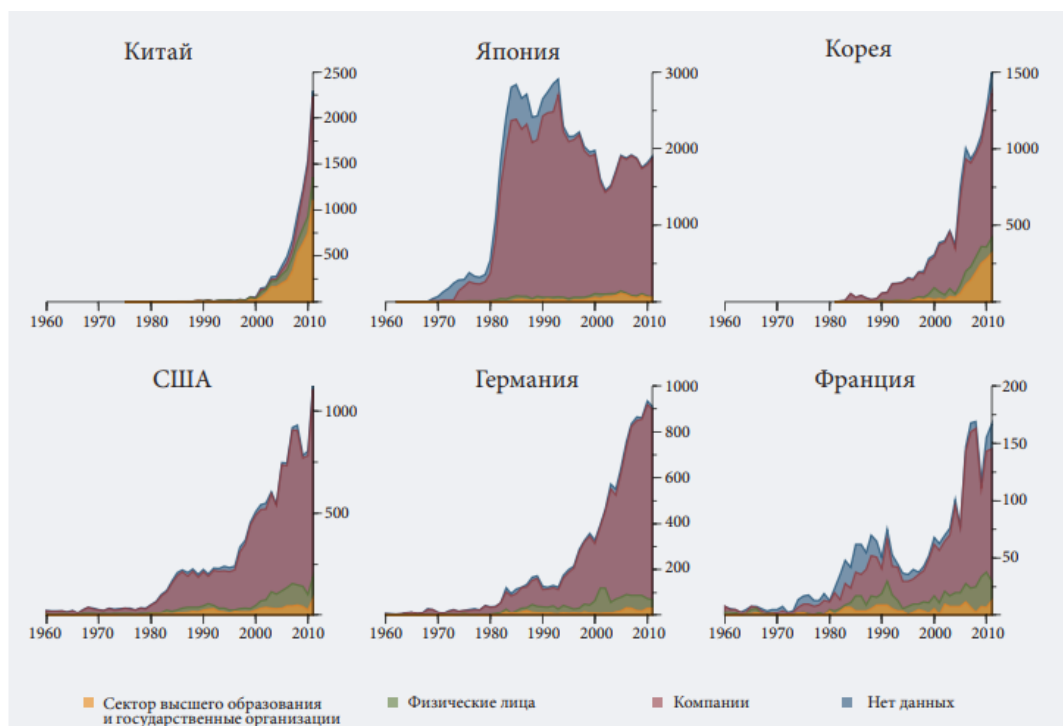 Китай
Япония
Корея
2500
2000
1500
1000
500
3000
2000
1000
1500
1000
500
1960 1970 1980 1990 2000 2010
1960 1970 1980 1990 2000 2010
1960 1970 1980 1990 2000 2010
США
Германия
Франция
1000
500
1000
800
600
400
200
200
150
100
50
0
1960 1970 1980 1990 2000 2010
1960 1970 1980 1990 2000 2010
1960 1970 1980 1990 2000 2010
Сектор высшего образования
и государственные организации
Физические лица
Компании
Нет данных